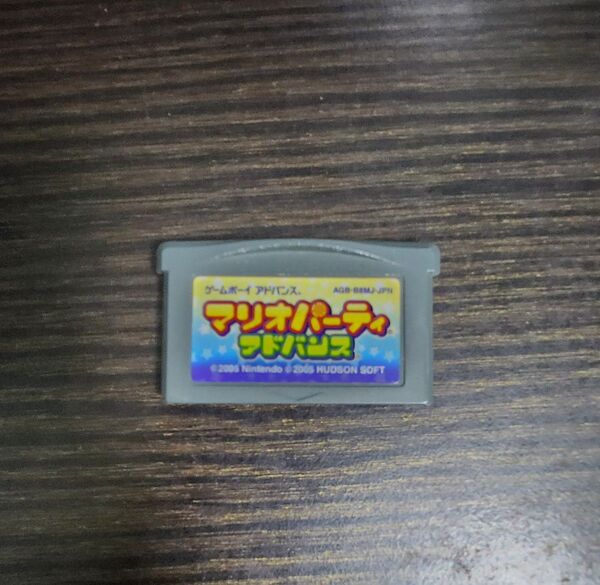 ゲームボーイ アドバンス® AGB-B8MJ-JPN
マリオパーティ
アドバンス
© 2005 Nintendo © 2005 HUDSON SOFT